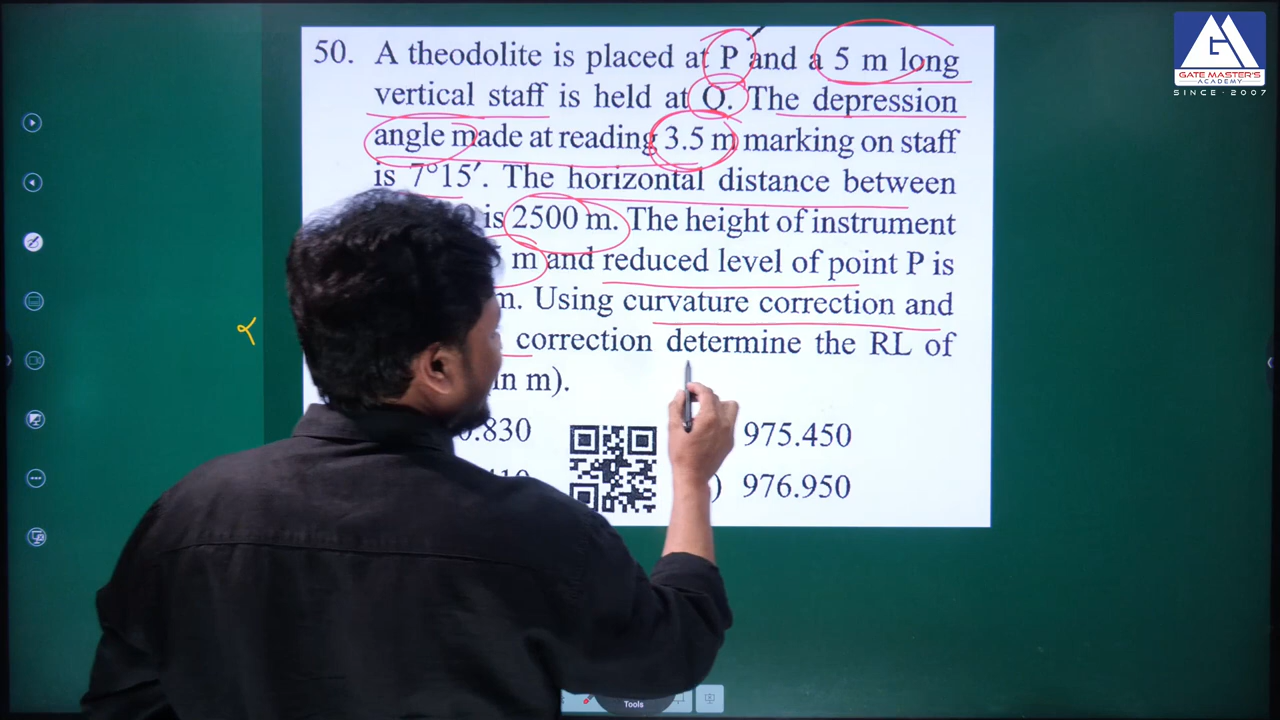 50. A theodolite is placed at P and a 5 m long
vertical staff is held at Q. The depression
angle made at reading 3.5 m marking on staff
is 7°15′. The horizontal distance between
is 2500 m. The height of instrument
m and reduced level of point P is
m. Using curvature correction and
correction determine the RL of
in m).
.830
975.450
) 976.950
GATE MASTER'S
ACADEMY
SINCE - 2007
Tools